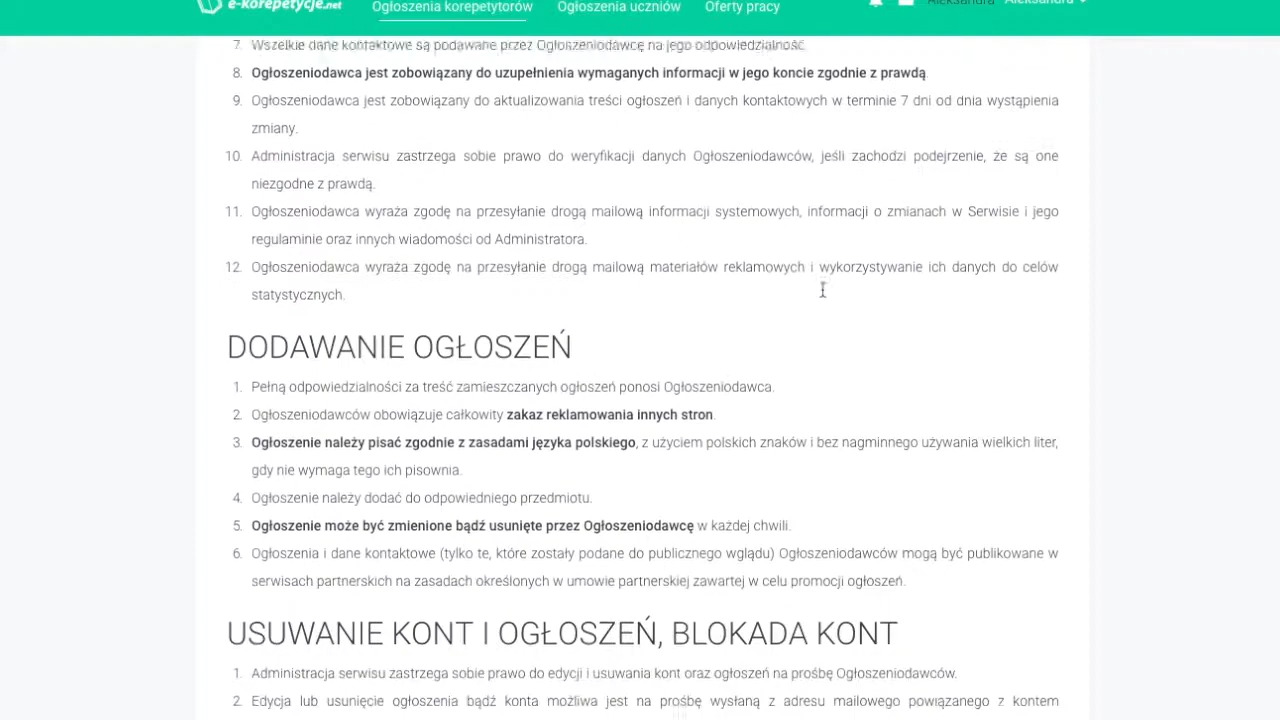 e-korepetycje.net Ogłoszenia korepetytorów Ogłoszenia uczniów Oferty pracy Aleksandra Aleksandra
7. Wszelkie dane kontaktowe są podawane przez Ogłoszeniodawcę na jego odpowiedzialność.
8. Ogłoszeniodawca jest zobowiązany do uzupełnienia wymaganych informacji w jego koncie zgodnie z prawdą.
9. Ogłoszeniodawca jest zobowiązany do aktualizowania treści ogłoszeń i danych kontaktowych w terminie 7 dni od dnia wystąpienia
zmiany.
10. Administracja serwisu zastrzega sobie prawo do weryfikacji danych Ogłoszeniodawców, jeśli zachodzi podejrzenie, że są one
niezgodne z prawdą.
11. Ogłoszeniodawca wyraża zgodę na przesyłanie drogą mailową informacji systemowych, informacji o zmianach w Serwisie i jego
regulaminie oraz innych wiadomości od Administratora.
12. Ogłoszeniodawca wyraża zgodę na przesyłanie drogą mailową materiałów reklamowych i wykorzystywanie ich danych do celów
statystycznych.
DODAWANIE OGŁOSZEŃ
1. Pełną odpowiedzialności za treść zamieszczanych ogłoszeń ponosi Ogłoszeniodawca.
2. Ogłoszeniodawców obowiązuje całkowity zakaz reklamowania innych stron.
3. Ogłoszenie należy pisać zgodnie z zasadami języka polskiego, z użyciem polskich znaków i bez nagminnego używania wielkich liter,
gdy nie wymaga tego ich pisownia.
4. Ogłoszenie należy dodać do odpowiedniego przedmiotu.
5. Ogłoszenie może być zmienione bądź usunięte przez Ogłoszeniodawcę w każdej chwili.
6. Ogłoszenia i dane kontaktowe (tylko te, które zostały podane do publicznego wglądu) Ogłoszeniodawców mogą być publikowane w
serwisach partnerskich na zasadach określonych w umowie partnerskiej zawartej w celu promocji ogłoszeń.
USUWANIE KONT I OGŁOSZEŃ, BLOKADA KONT
1. Administracja serwisu zastrzega sobie prawo do edycji i usuwania kont oraz ogłoszeń na prośbę Ogłoszeniodawców.
2. Edycja lub usunięcie ogłoszenia bądź konta możliwa jest na prośbę wysłaną z adresu mailowego powiązanego z kontem